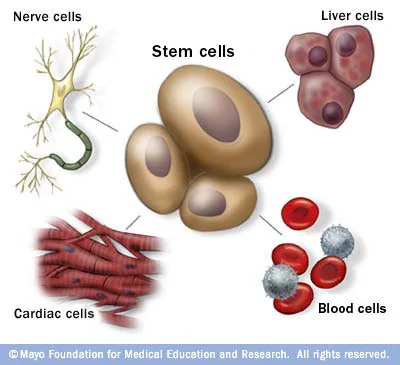 Nerve cells
Liver cells
Stem cells
Cardiac cells
Blood cells
©Mayo Foundation for Medical Education and Research. All rights reserved.